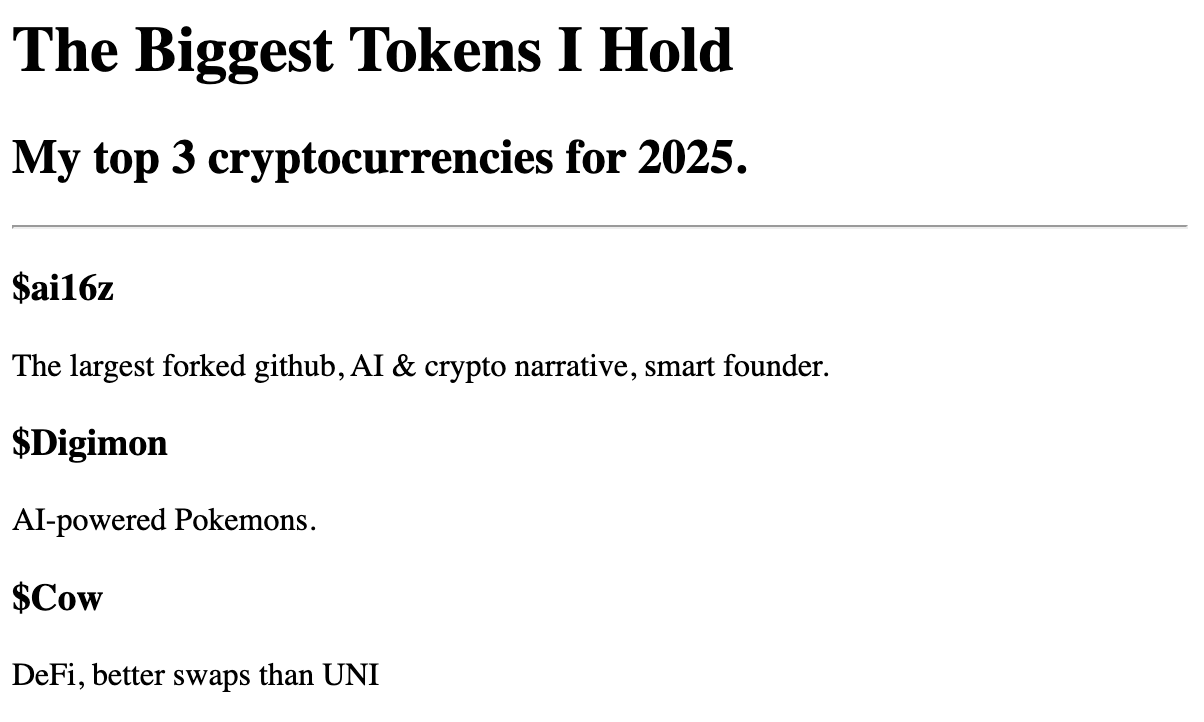 The Biggest Tokens I Hold
My top 3 cryptocurrencies for 2025.
$ai16z
The largest forked github, AI & crypto narrative, smart founder.
$Digimon
AI-powered Pokemons.
$Cow
DeFi, better swaps than UNI